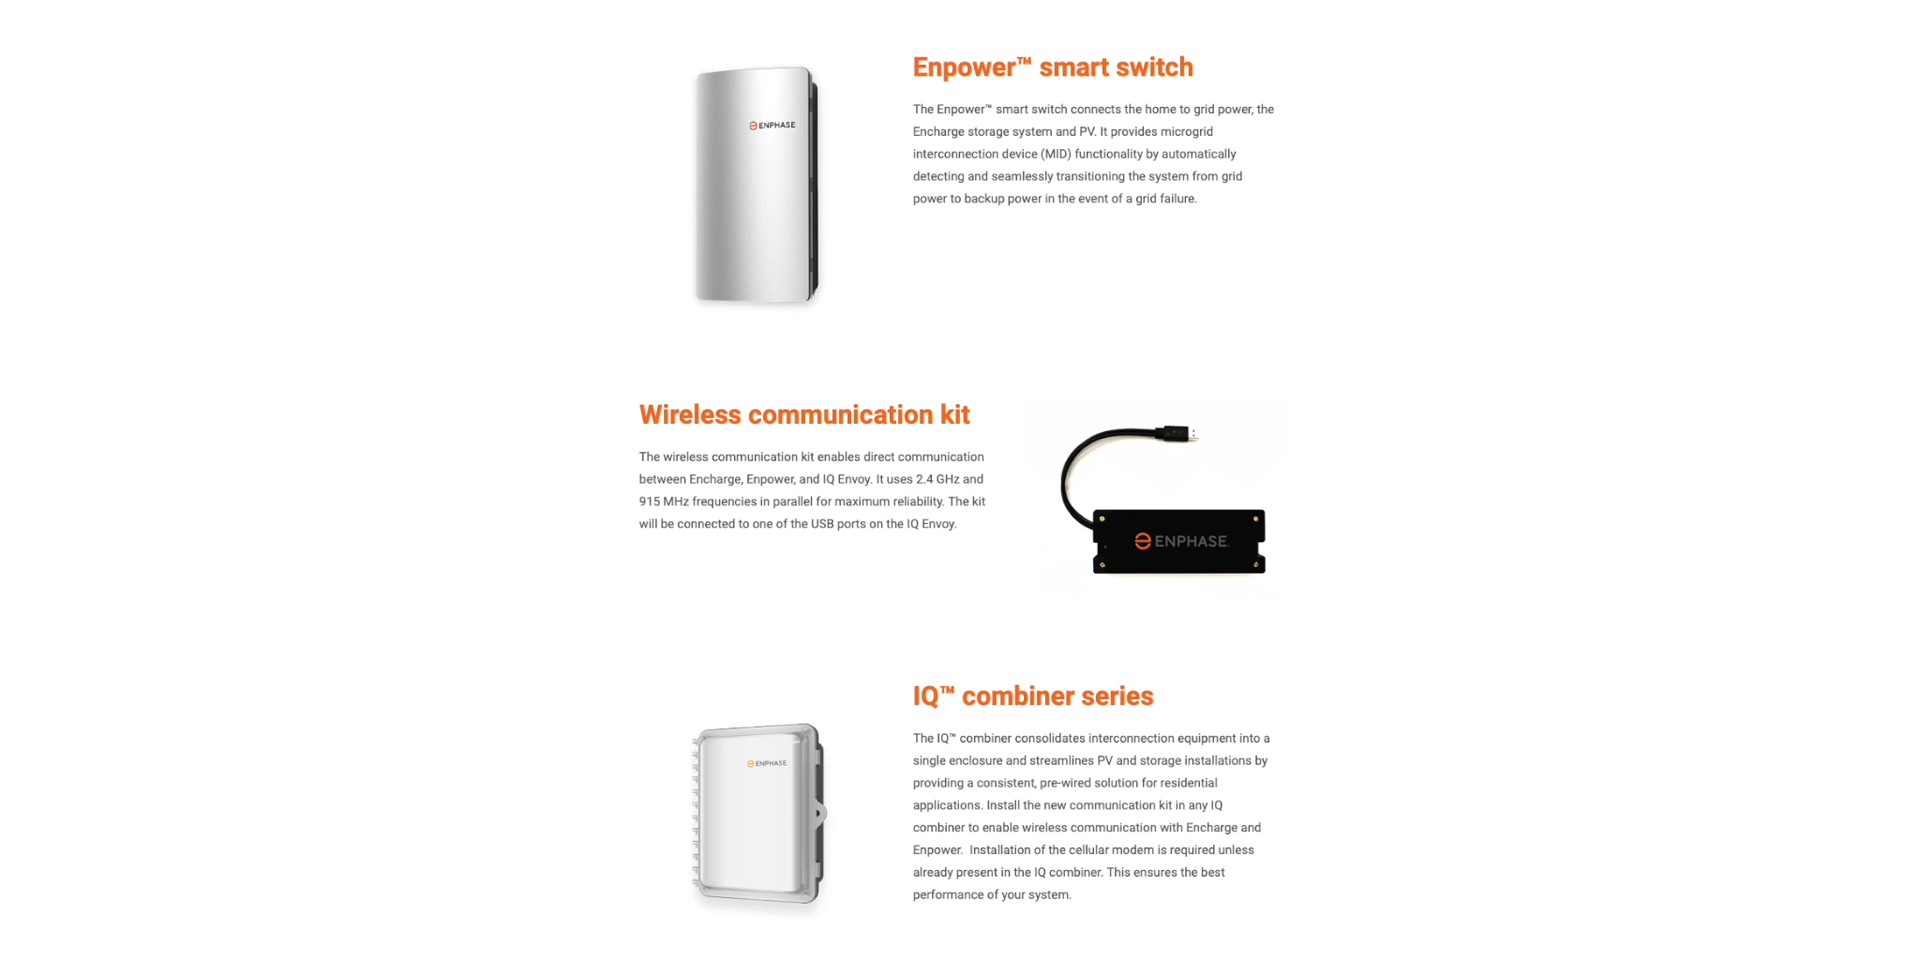 Enpower™ smart switch
ENPHASE
The Enpower™ smart switch connects the home to grid power, the
Encharge storage system and PV. It provides microgrid
interconnection device (MID) functionality by automatically
detecting and seamlessly transitioning the system from grid
power to backup power in the event of a grid failure.
Wireless communication kit
The wireless communication kit enables direct communication
between Encharge, Enpower, and IQ Envoy. It uses 2.4 GHz and
915 MHz frequencies in parallel for maximum reliability. The kit
will be connected to one of the USB ports on the IQ Envoy.
ENPHASE
IQ™ combiner series
ENPHASE
The IQ™ combiner consolidates interconnection equipment into a
single enclosure and streamlines PV and storage installations by
providing a consistent, pre-wired solution for residential
applications. Install the new communication kit in any IQ
combiner to enable wireless communication with Encharge and
Enpower.  Installation of the cellular modem is required unless
already present in the IQ combiner. This ensures the best
performance of your system.